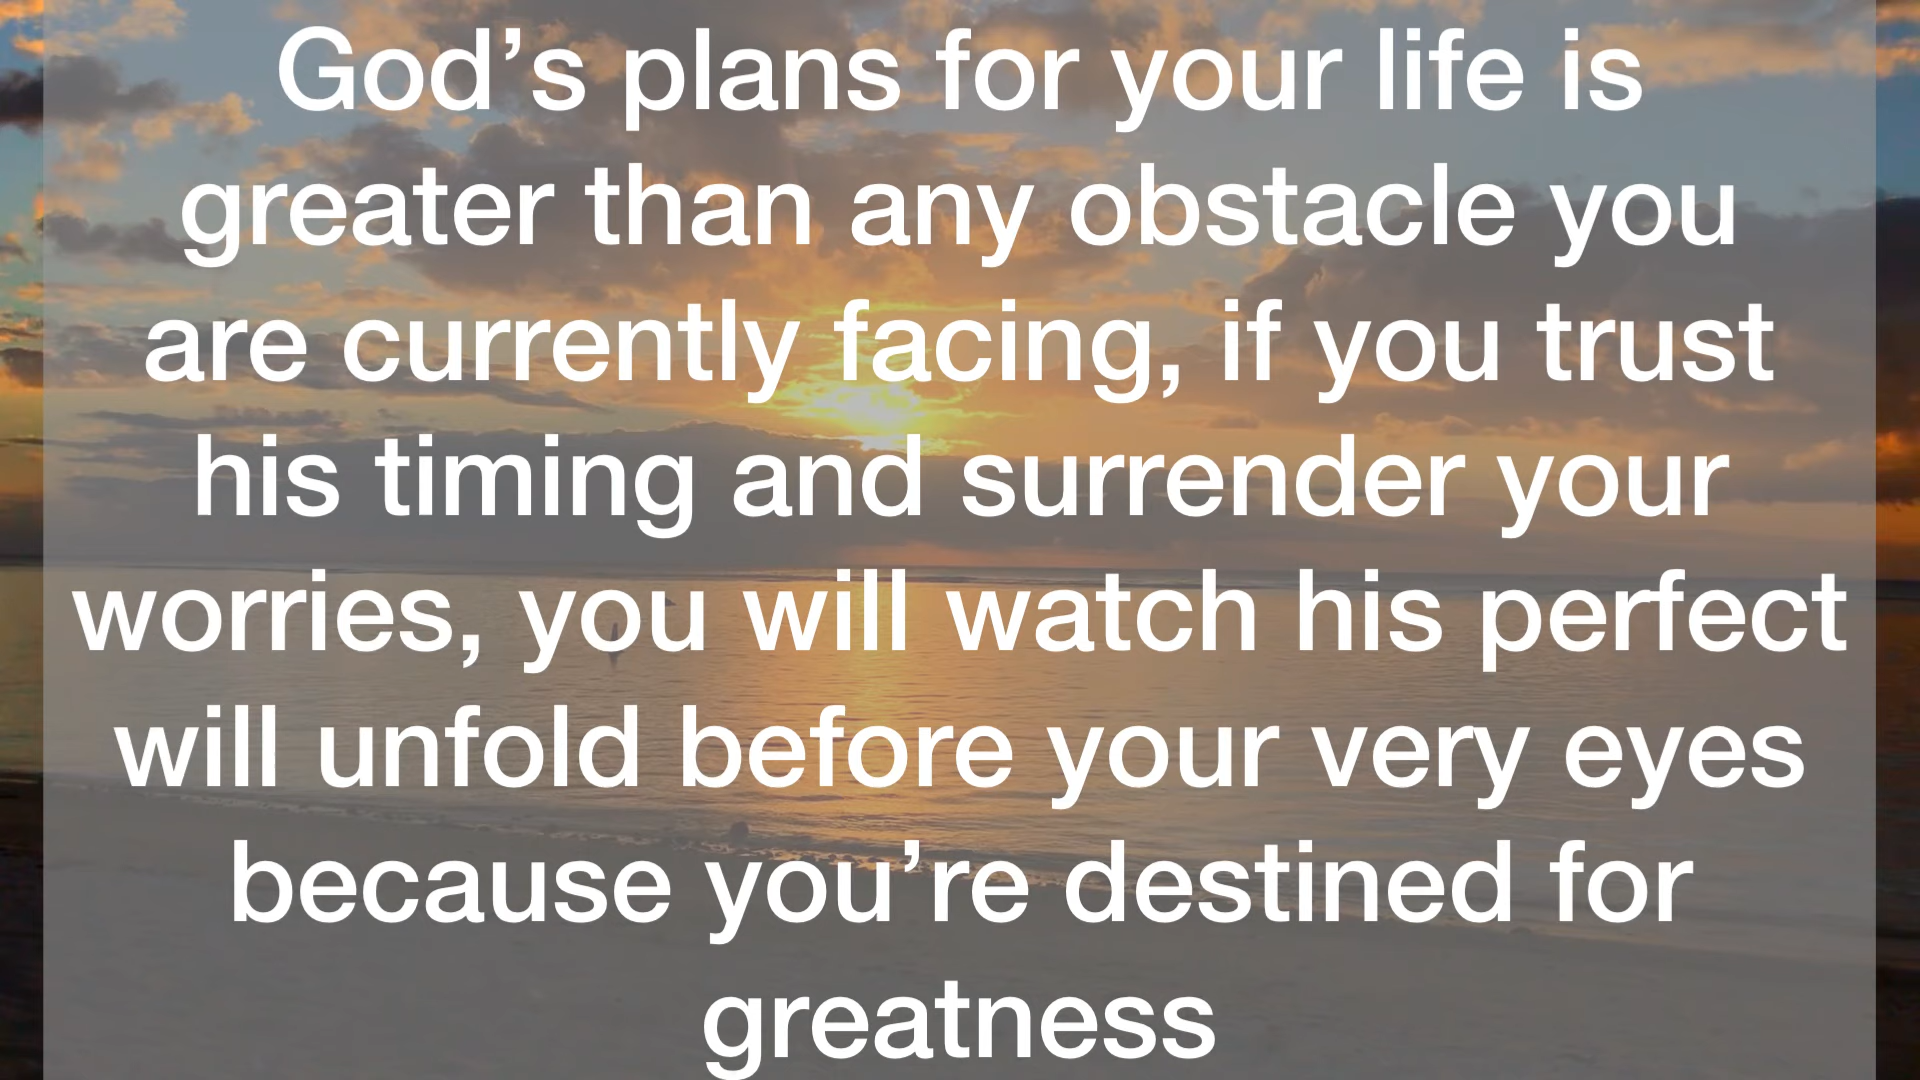 God’s plans for your life is
greater than any obstacle you
are currently facing, if you trust
his timing and surrender your
worries, you will watch his perfect
will unfold before your very eyes
because you’re destined for
greatness